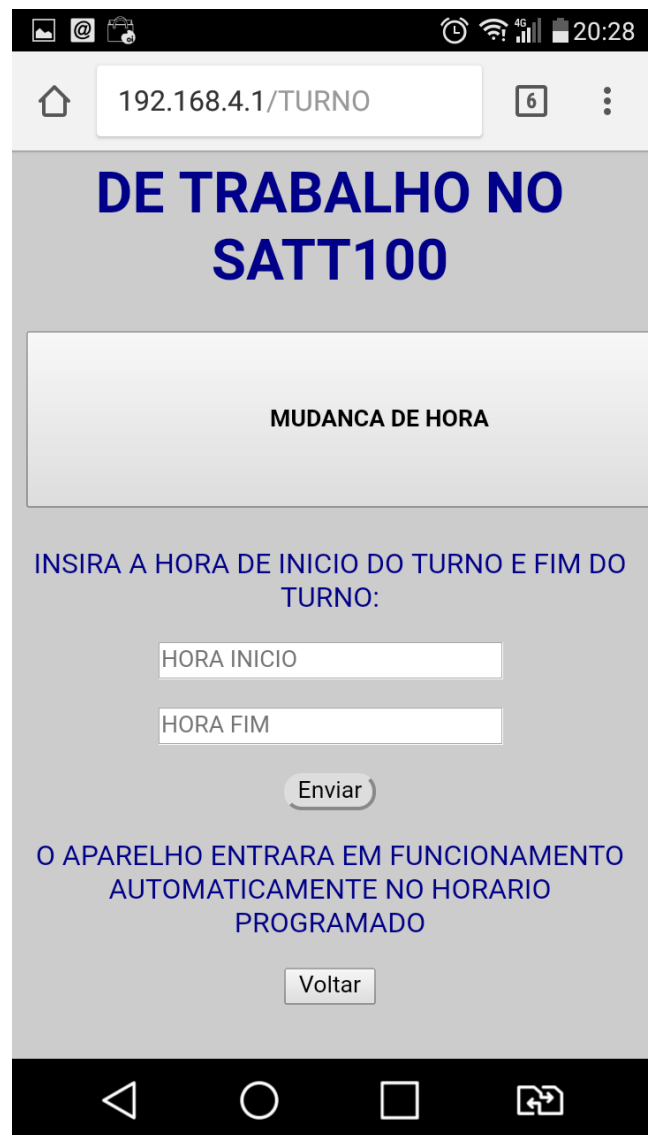 4G 20:28
192.168.4.1/TURNO 6
DE TRABALHO NO
SATT100
MUDANCA DE HORA
INSIRA A HORA DE INICIO DO TURNO E FIM DO
TURNO:
HORA INICIO
HORA FIM
Enviar
O APARELHO ENTRARA EM FUNCIONAMENTO
AUTOMATICAMENTE NO HORARIO
PROGRAMADO
Voltar